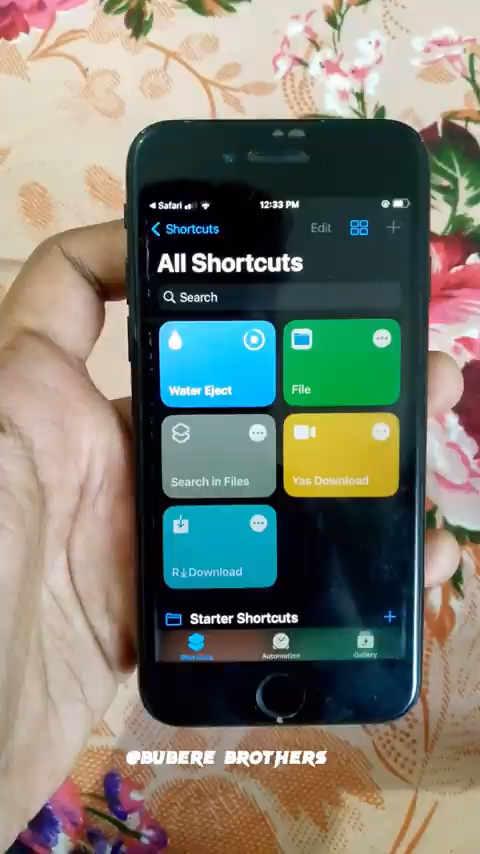 Safari
12:33 PM
Shortcuts
Edit
All Shortcuts
Search
Water Eject
File
Search in Files
Yas Download
R↓Download
Starter Shortcuts
Shortcuts
Automation
Gallery
@BUBERE BROTHERS